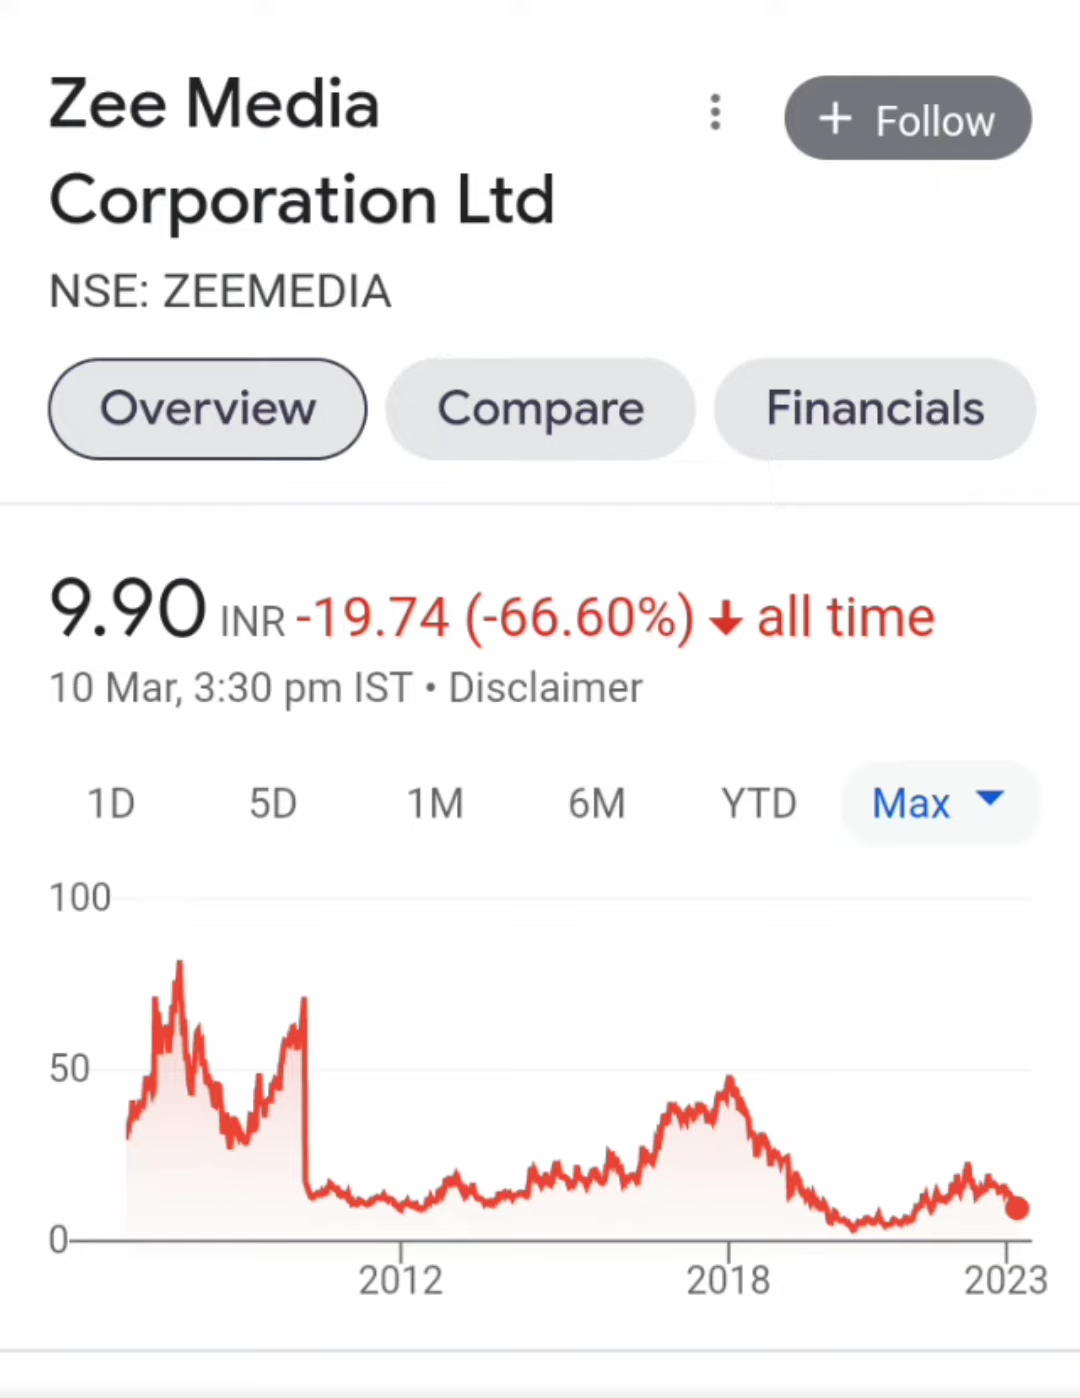 Zee Media
Corporation Ltd
+ Follow
NSE: ZEEMEDIA
Overview Compare Financials
9.90 INR -19.74 (-66.60%) ↓ all time
10 Mar, 3:30 pm IST • Disclaimer
1D 5D 1M 6M YTD Max
100
50
0
2012 2018 2023